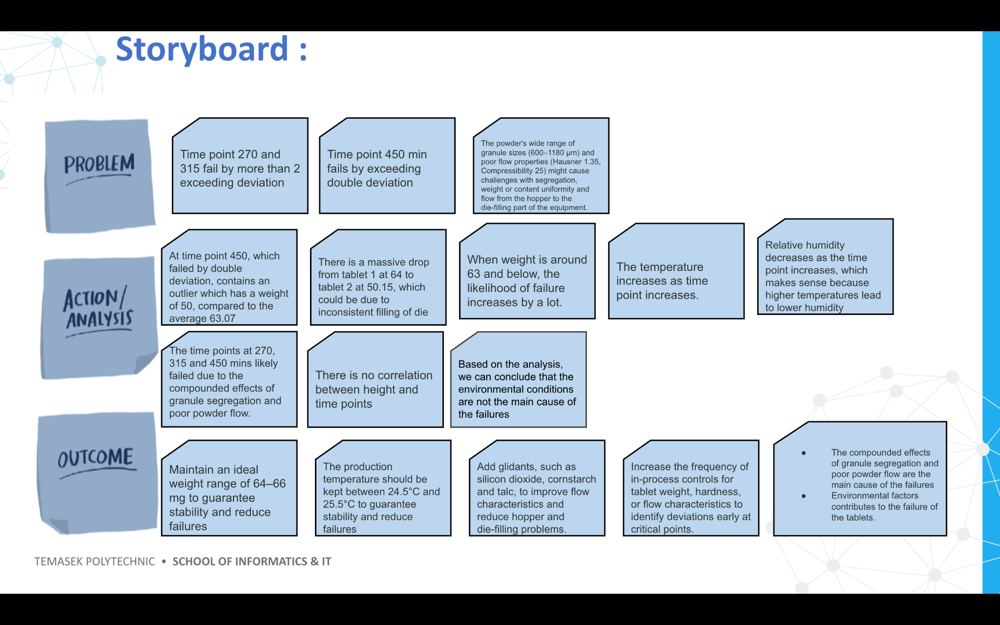 Storyboard :
PROBLEM
Time point 270 and
315 fail by more than 2
exceeding deviation
Time point 450 min
fails by exceeding
double deviation
The powder's wide range of
granule sizes (600–1180 μm) and
poor flow properties (Hausner 1.35,
Compressibility 25) might cause
challenges with segregation,
weight or content uniformity and
flow from the hopper to the
die-filling part of the equipment.
ACTION/
ANALYSIS
At time point 450, which
failed by double
deviation, contains an
outlier which has a weight
of 50, compared to the
average 63.07
There is a massive drop
from tablet 1 at 64 to
tablet 2 at 50.15, which
could be due to
inconsistent filling of die
When weight is around
63 and below, the
likelihood of failure
increases by a lot.
The temperature
increases as time
point increases.
Relative humidity
decreases as the time
point increases, which
makes sense because
higher temperatures lead
to lower humidity
The time points at 270,
315 and 450 mins likely
failed due to the
compounded effects of
granule segregation and
poor powder flow.
There is no correlation
between height and
time points
Based on the analysis,
we can conclude that the
environmental conditions
are not the main cause of
the failures
OUTCOME
Maintain an ideal
weight range of 64–66
mg to guarantee
stability and reduce
failures
The production
temperature should be
kept between 24.5°C and
25.5°C to guarantee
stability and reduce
failures
Add glidants, such as
silicon dioxide, cornstarch
and talc, to improve flow
characteristics and
reduce hopper and
die-filling problems.
Increase the frequency of
in-process controls for
tablet weight, hardness,
or flow characteristics to
identify deviations early at
critical points.
● The compounded effects
of granule segregation and
poor powder flow are the
main cause of the failures
● Environmental factors
contributes to the failure of
the tablets.
TEMASEK POLYTECHNIC • SCHOOL OF INFORMATICS & IT